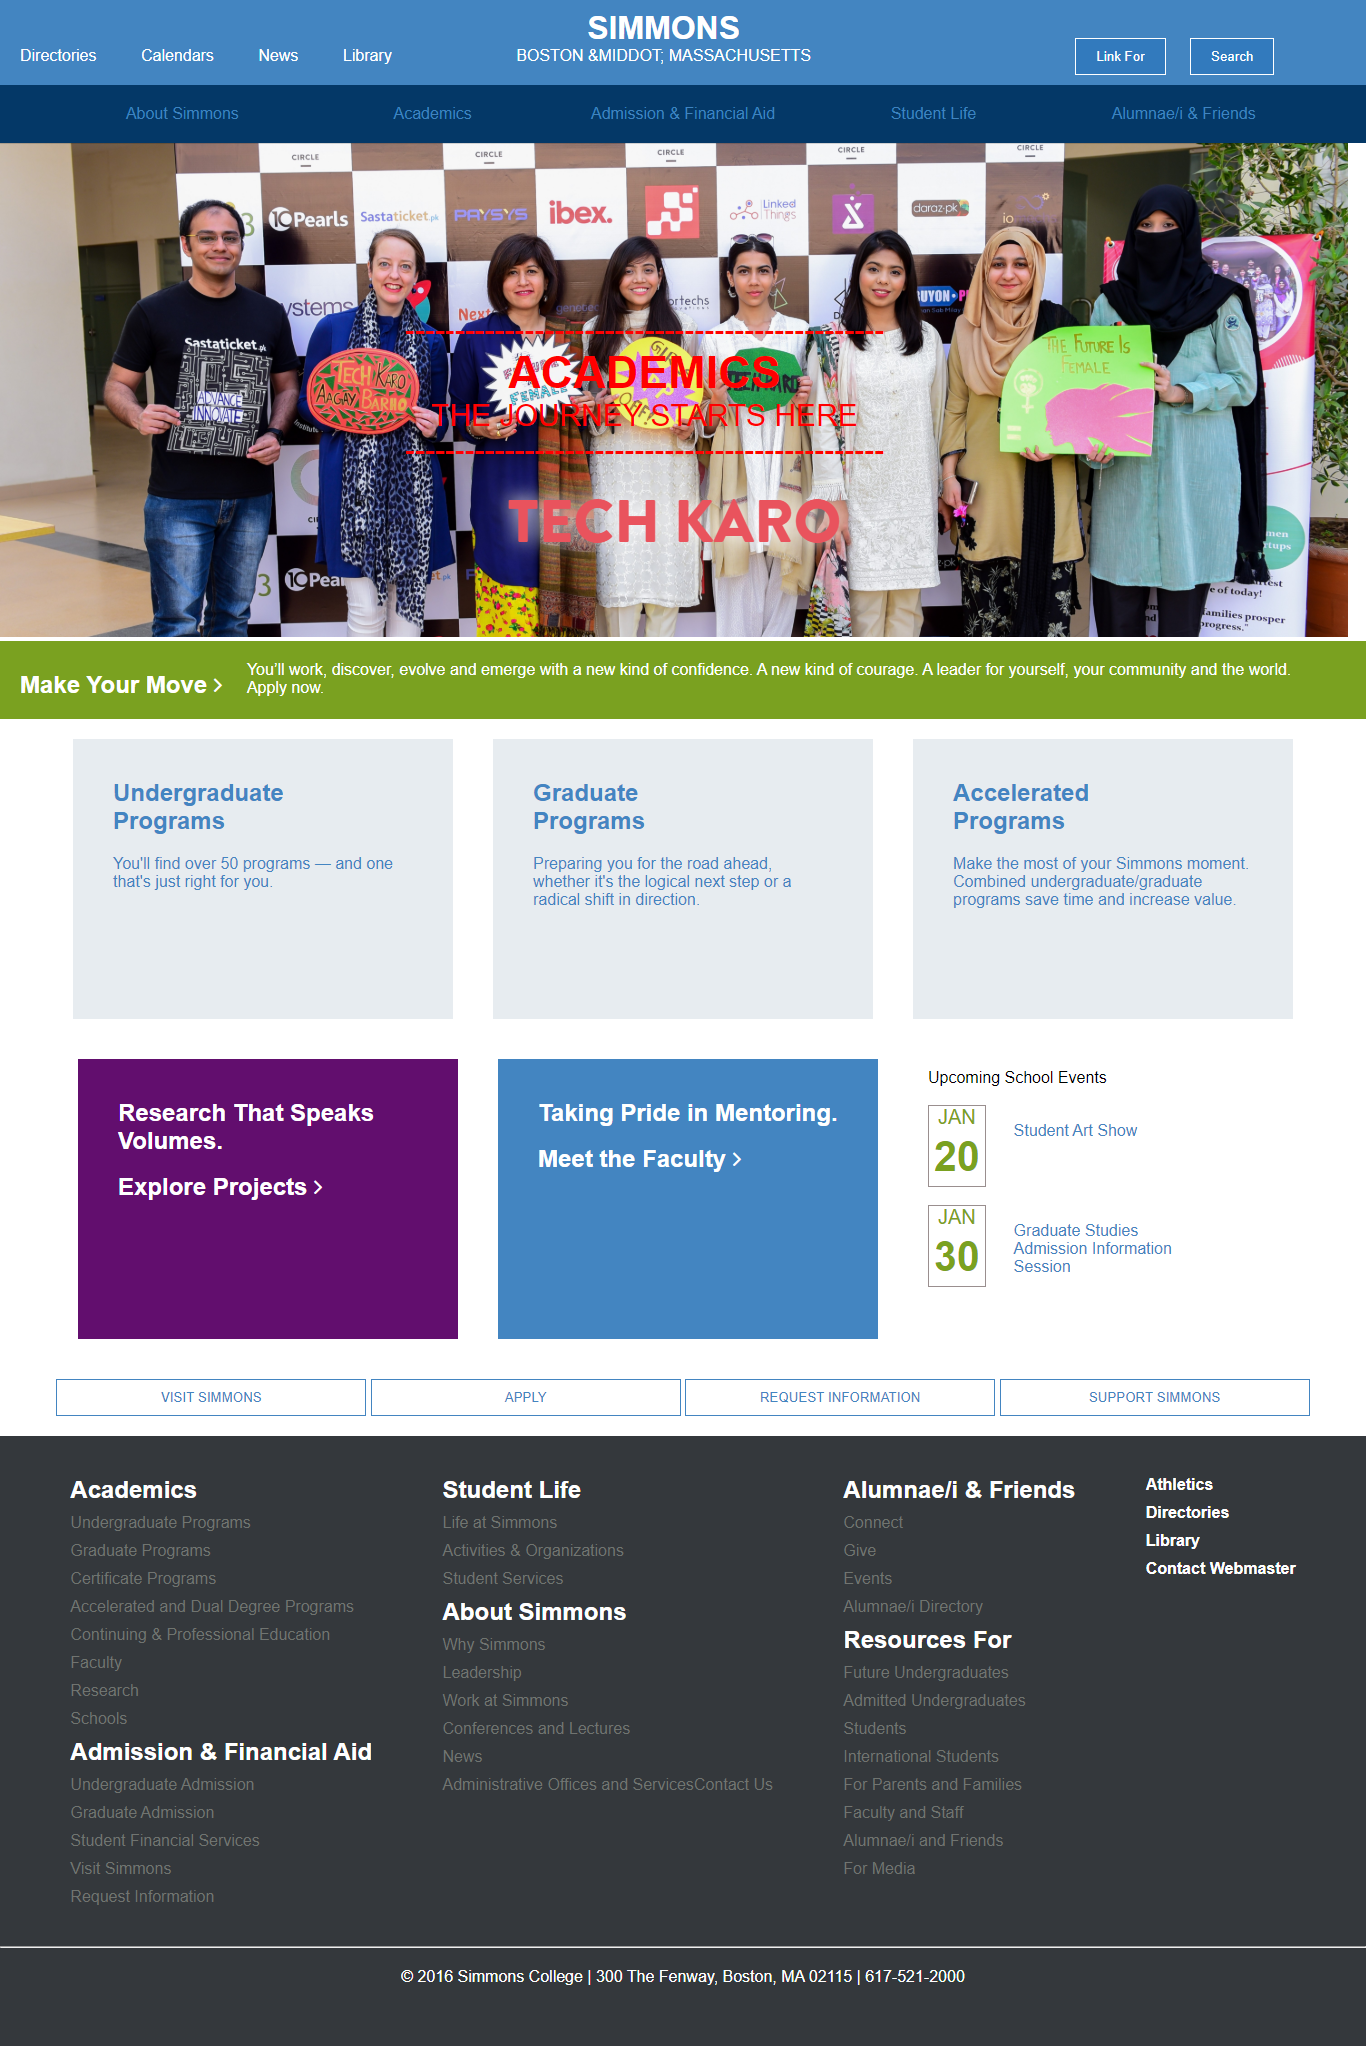 SIMMONS
BOSTON &MIDDOT; MASSACHUSETTS
Directories Calendars News Library
Link For Search
About Simmons Academics Admission & Financial Aid Student Life Alumnae/i & Friends
CIRCLE CIRCLE CIRCLE CIRCLE CIRCLE
10Pearls Sastaticket.pk PAYSYS ibex. Linked Things daraz.pk
Sastaticket.pk
ADVANCE INNOVATE
TECH KARO
AAGAY BARHO
THE FUTURE IS
FEMALE
ACADEMICS
THE JOURNEY STARTS HERE
TECH KARO
of today!
families prosper
progress."
Make Your Move
You’ll work, discover, evolve and emerge with a new kind of confidence. A new kind of courage. A leader for yourself, your community and the world.
Apply now.
Undergraduate
Programs
You'll find over 50 programs — and one
that's just right for you.
Graduate
Programs
Preparing you for the road ahead,
whether it's the logical next step or a
radical shift in direction.
Accelerated
Programs
Make the most of your Simmons moment.
Combined undergraduate/graduate
programs save time and increase value.
Research That Speaks
Volumes.
Explore Projects
Taking Pride in Mentoring.
Meet the Faculty
Upcoming School Events
JAN
20
Student Art Show
JAN
30
Graduate Studies
Admission Information
Session
VISIT SIMMONS APPLY REQUEST INFORMATION SUPPORT SIMMONS
Academics
Undergraduate Programs
Graduate Programs
Certificate Programs
Accelerated and Dual Degree Programs
Continuing & Professional Education
Faculty
Research
Schools
Admission & Financial Aid
Undergraduate Admission
Graduate Admission
Student Financial Services
Visit Simmons
Request Information
Student Life
Life at Simmons
Activities & Organizations
Student Services
About Simmons
Why Simmons
Leadership
Work at Simmons
Conferences and Lectures
News
Administrative Offices and ServicesContact Us
Alumnae/i & Friends
Connect
Give
Events
Alumnae/i Directory
Resources For
Future Undergraduates
Admitted Undergraduates
Students
International Students
For Parents and Families
Faculty and Staff
Alumnae/i and Friends
For Media
Athletics
Directories
Library
Contact Webmaster
© 2016 Simmons College | 300 The Fenway, Boston, MA 02115 | 617-521-2000